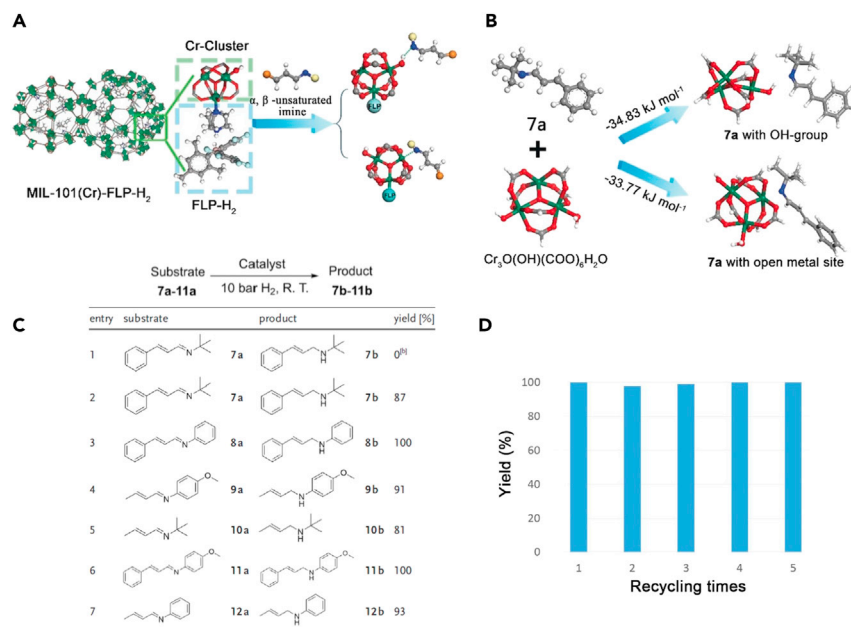 A
Cr-Cluster
α, β -unsaturated
imine
FLP
FLP
MIL-101(Cr)-FLP-H₂
FLP-H₂
B
7a
+
Cr₃O(OH)(COO)₆H₂O
-34.83 kJ mol⁻¹
7a with OH-group
-33.77 kJ mol⁻¹
7a with open metal site
Substrate
7a-11a
Catalyst
10 bar H₂, R. T.
Product
7b-11b
C
entry substrate product yield [%]
1 N 7a N H 7b 0[b]
2 N 7a N H 7b 87
3 N 8a N H 8b 100
4 N O 9a N H O 9b 91
5 N 10a N H 10b 81
6 N O 11a N H O 11b 100
7 N 12a N H 12b 93
D
Yield (%)
100
80
60
40
20
0
1 2 3 4 5
Recycling times